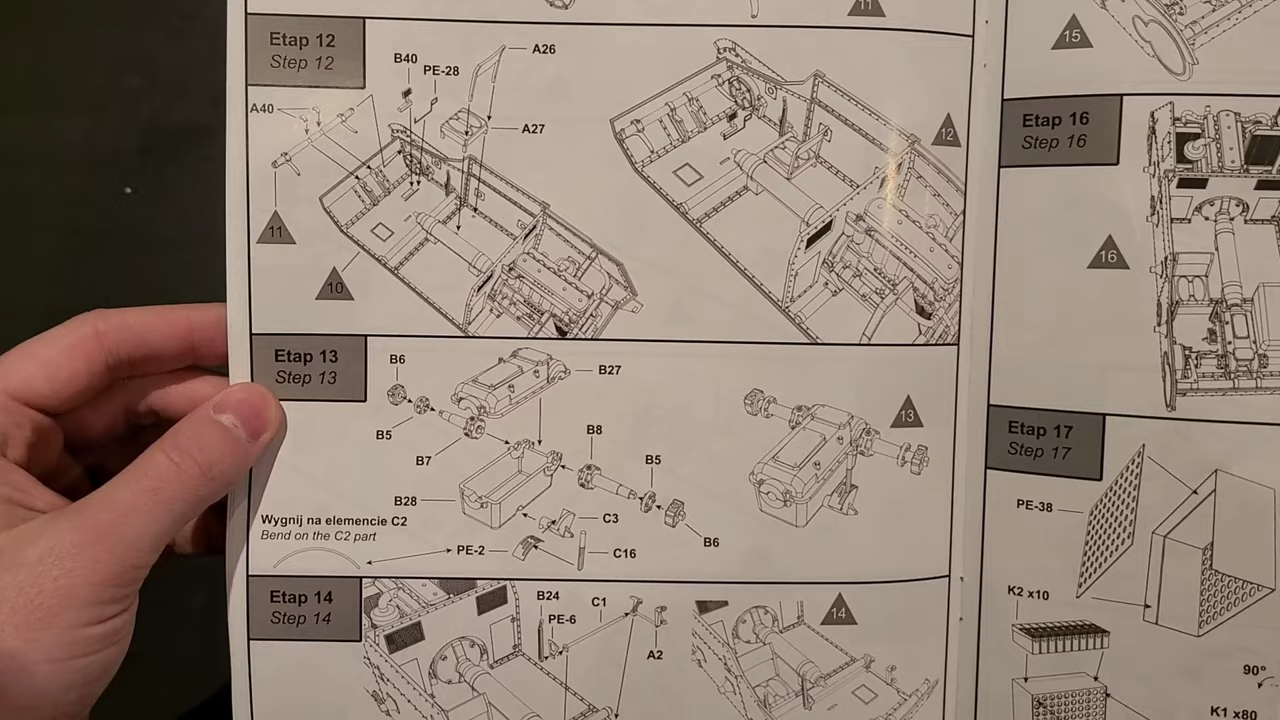 11
Etap 12
Step 12
A26
B40
PE-28
A40
A27
12
11
10
Etap 13
Step 13
B6
B27
B5
B7
B8
B5
13
B28
C3
B6
Wygnij na elemencie C2
Bend on the C2 part
PE-2
C16
Etap 14
Step 14
B24
PE-6
C1
A2
14
15
Etap 16
Step 16
16
Etap 17
Step 17
PE-38
K2 x10
90°
K1 x80